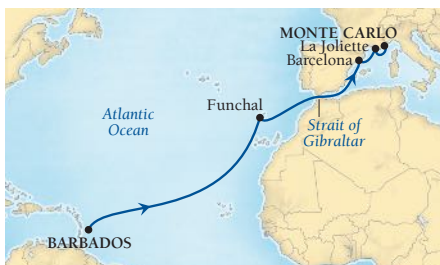 MONTE CARLO
La Joliette
Barcelona
Funchal
Atlantic
Ocean
Strait of
Gibraltar
BARBADOS